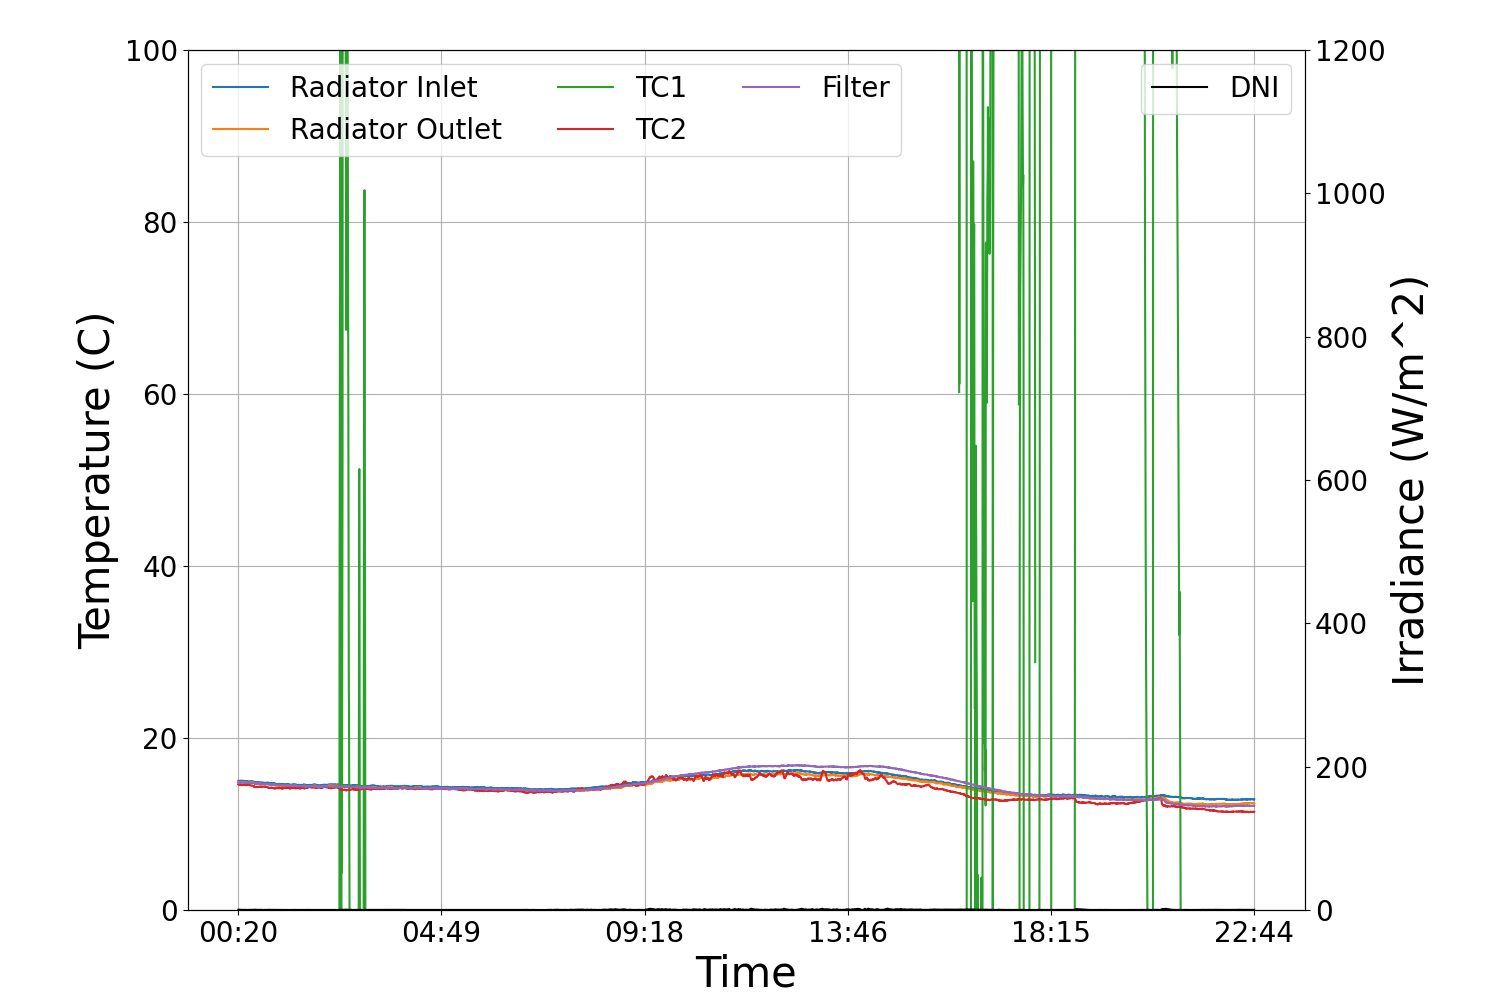 100
80
60
40
20
0
Temperature (C)
Radiator Inlet
Radiator Outlet
TC1
TC2
Filter
DNI
1200
1000
800
600
400
200
0
Irradiance (W/m^2)
00:20 04:49 09:18 13:46 18:15 22:44
Time